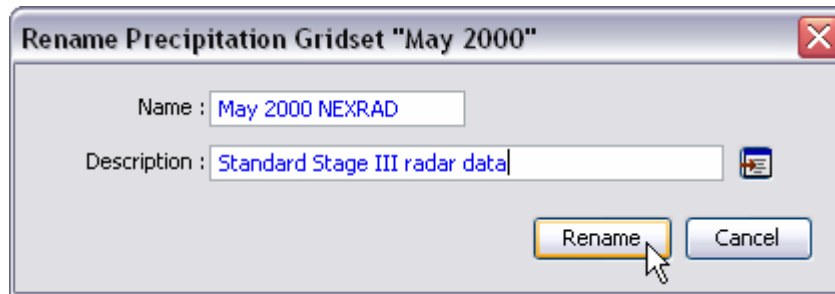 Rename Precipitation Gridset "May 2000"
Name : May 2000 NEXRAD
Description : Standard Stage III radar data
Rename Cancel